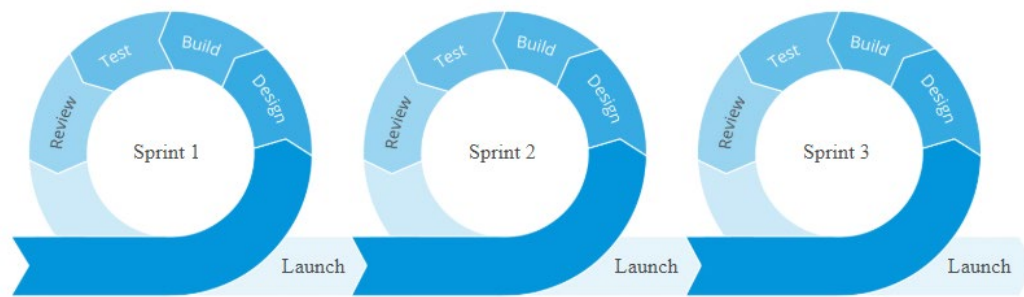 Sprint 1
Design
Build
Test
Review
Launch
Sprint 2
Design
Build
Test
Review
Launch
Sprint 3
Design
Build
Test
Review
Launch